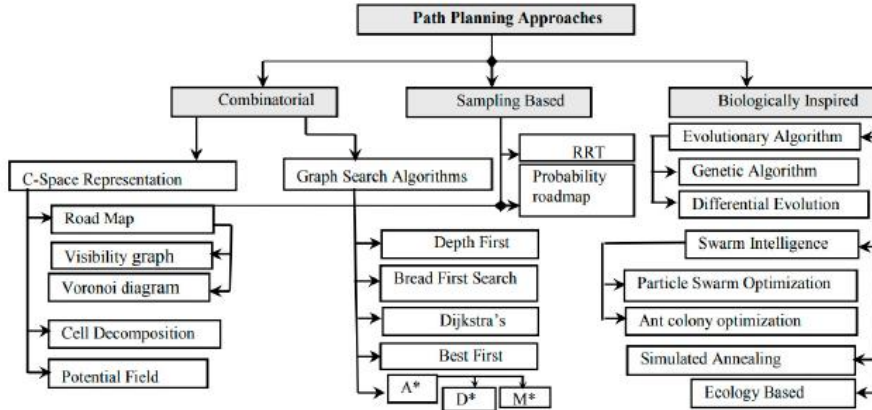 Path Planning Approaches
Combinatorial
Sampling Based
Biologically Inspired
C-Space Representation
Road Map
Visibility graph
Voronoi diagram
Cell Decomposition
Potential Field
Graph Search Algorithms
Depth First
Bread First Search
Dijkstra's
Best First
A*
D*
M*
RRT
Probability
roadmap
Evolutionary Algorithm
Genetic Algorithm
Differential Evolution
Swarm Intelligence
Particle Swarm Optimization
Ant colony optimization
Simulated Annealing
Ecology Based